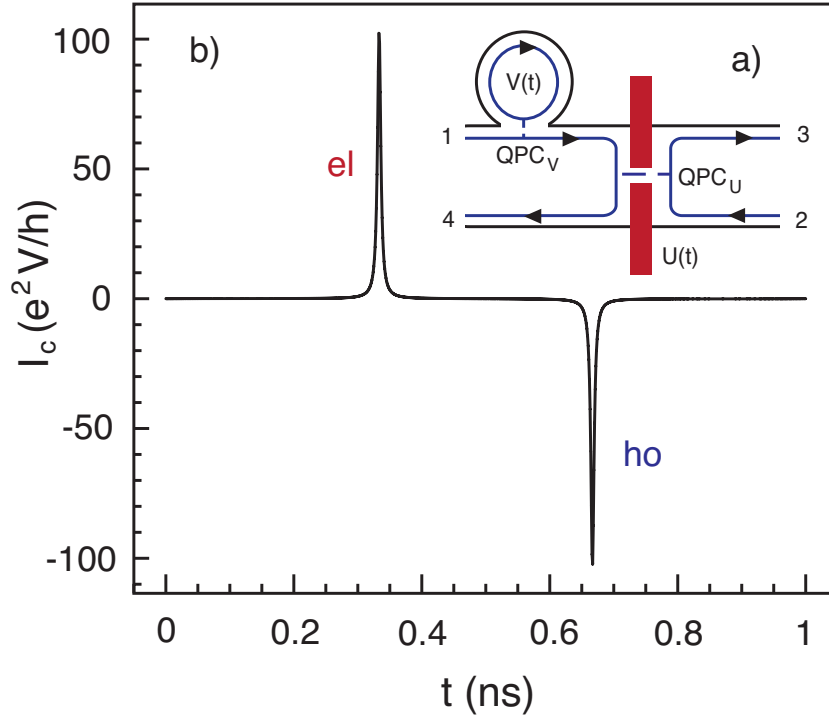 b)
a)
V(t)
1
QPC_V
3
el
QPC_U
4
2
U(t)
ho
I_c (e^2 V/h)
100
50
0
-50
-100
0 0.2 0.4 0.6 0.8 1
t (ns)